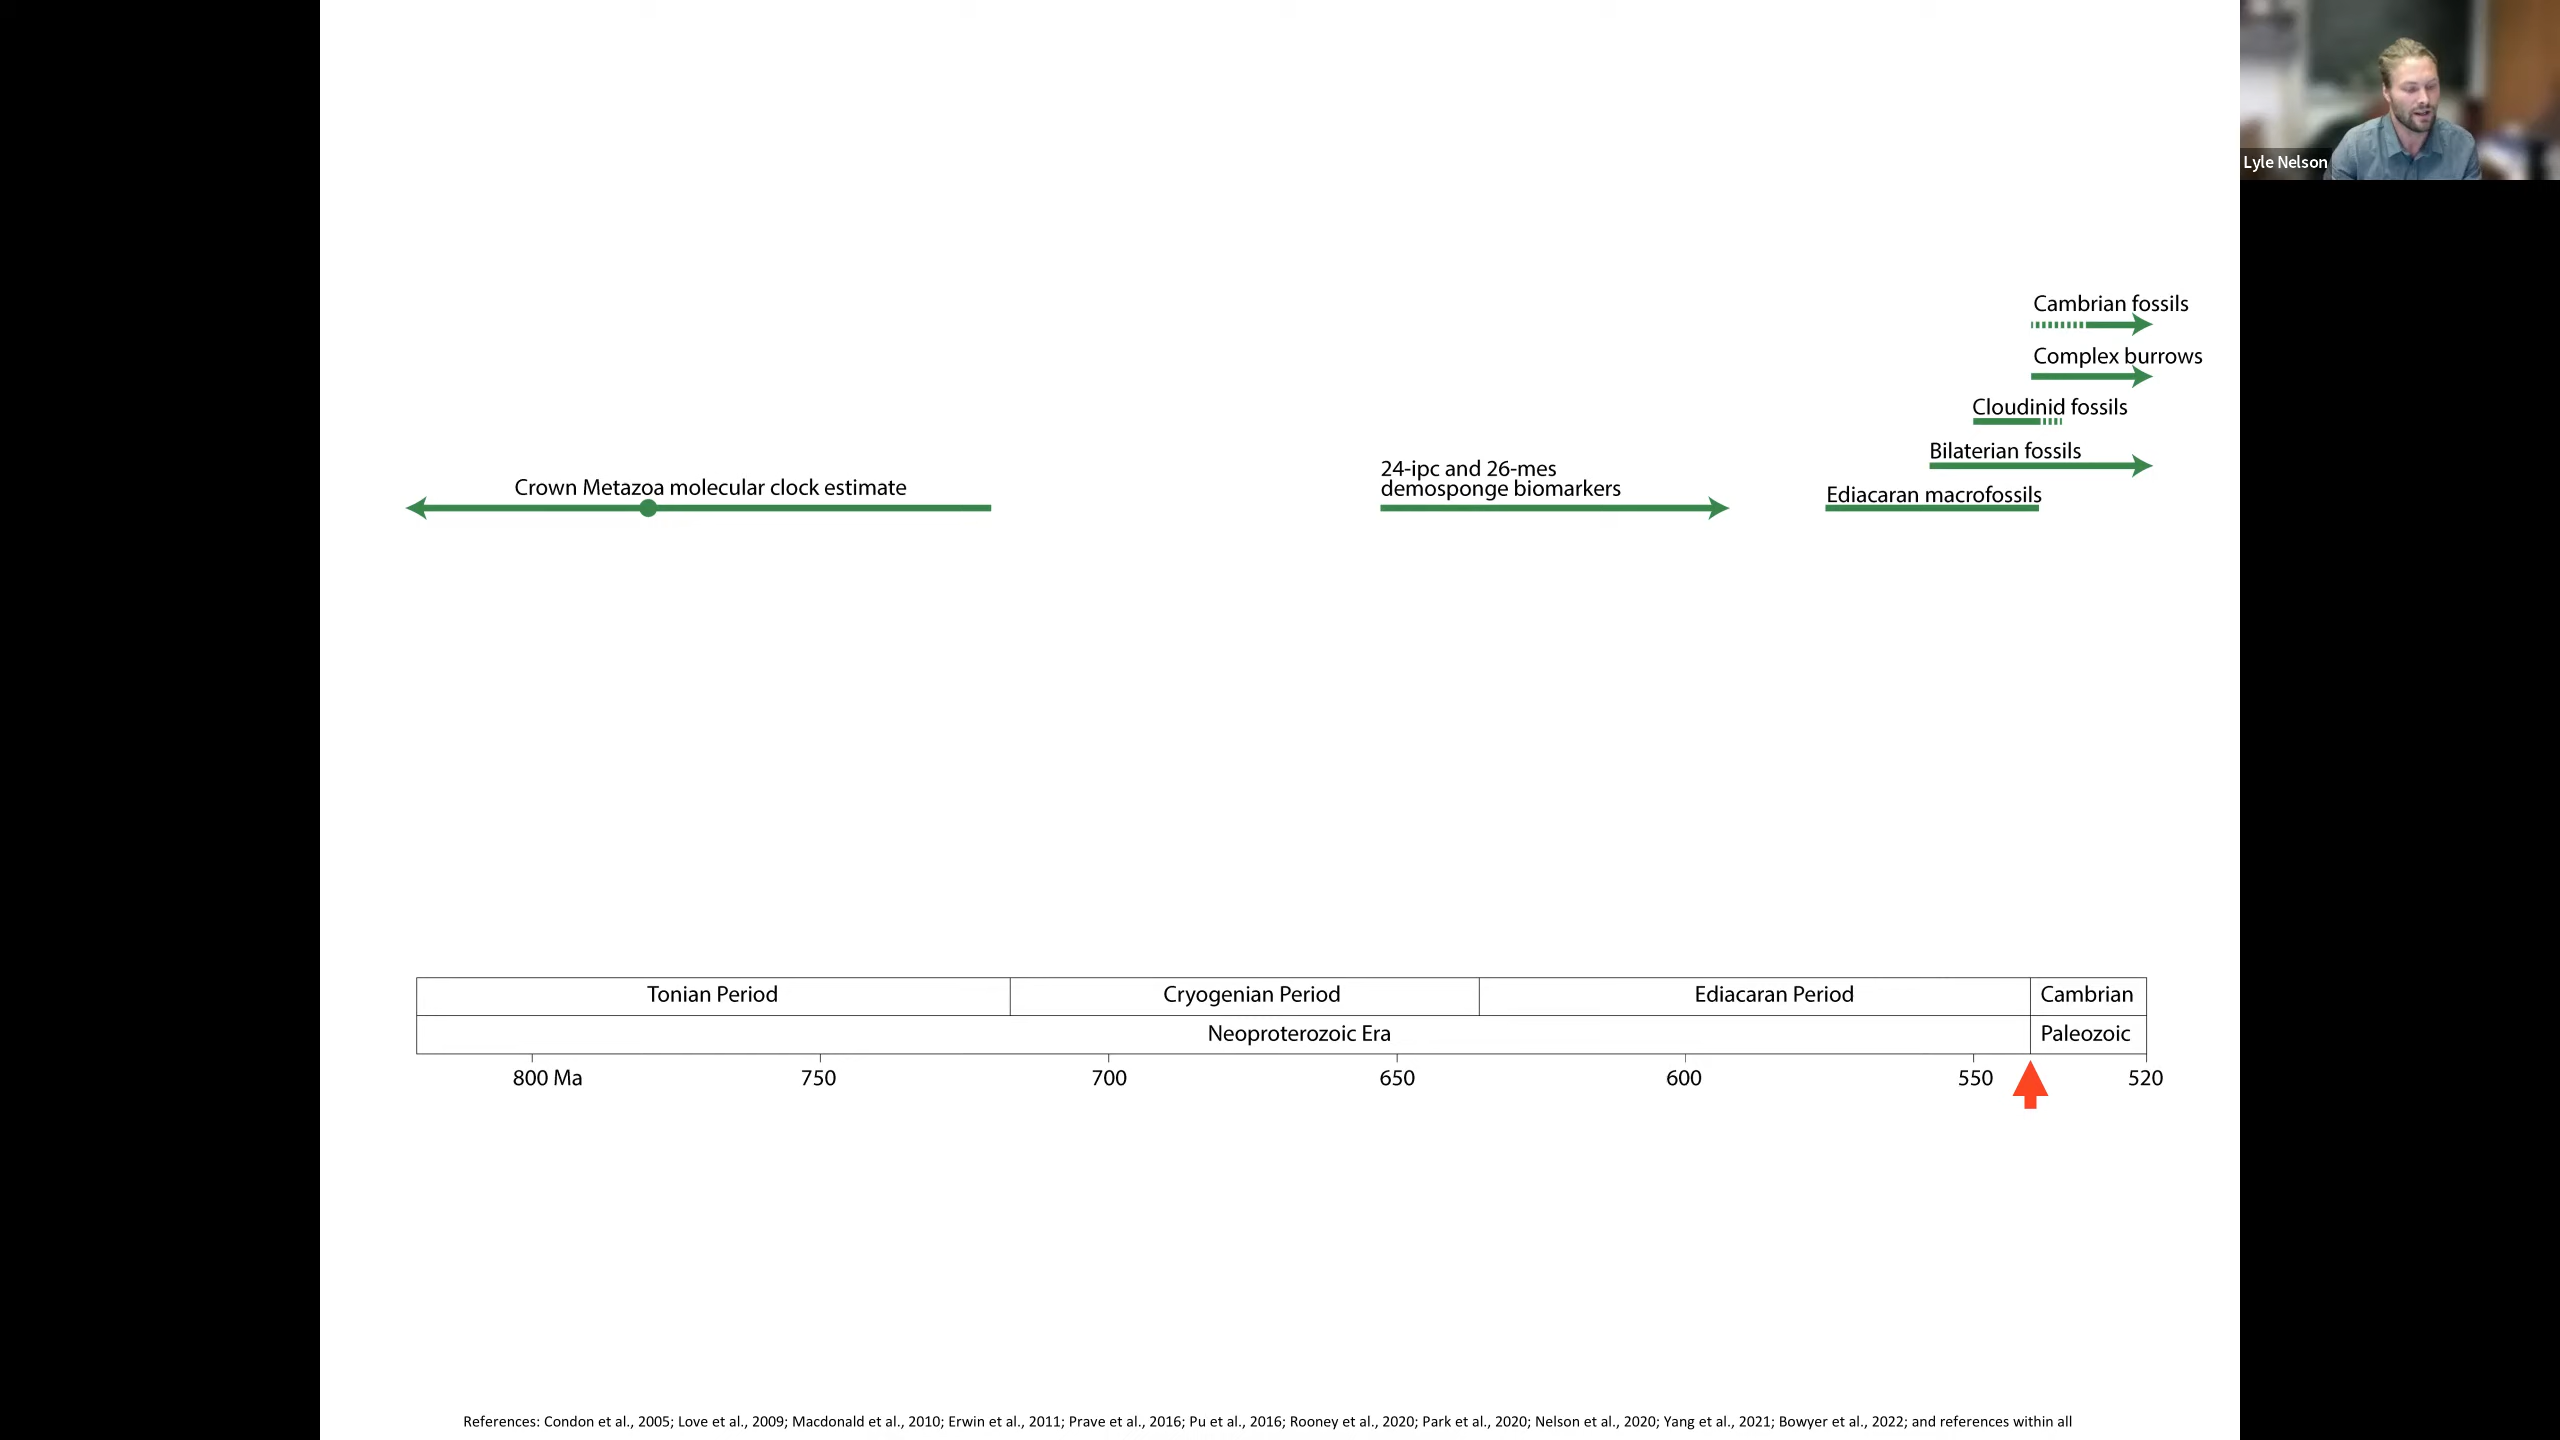 Lyle Nelson
Cambrian fossils
Complex burrows
Cloudinid fossils
Bilaterian fossils
Ediacaran macrofossils
24-ipc and 26-mes
demosponge biomarkers
Crown Metazoa molecular clock estimate
Tonian Period
Cryogenian Period
Ediacaran Period
Cambrian
Neoproterozoic Era
Paleozoic
800 Ma
750
700
650
600
550
520
References: Condon et al., 2005; Love et al., 2009; Macdonald et al., 2010; Erwin et al., 2011; Prave et al., 2016; Pu et al., 2016; Rooney et al., 2020; Park et al., 2020; Nelson et al., 2020; Yang et al., 2021; Bowyer et al., 2022; and references within all